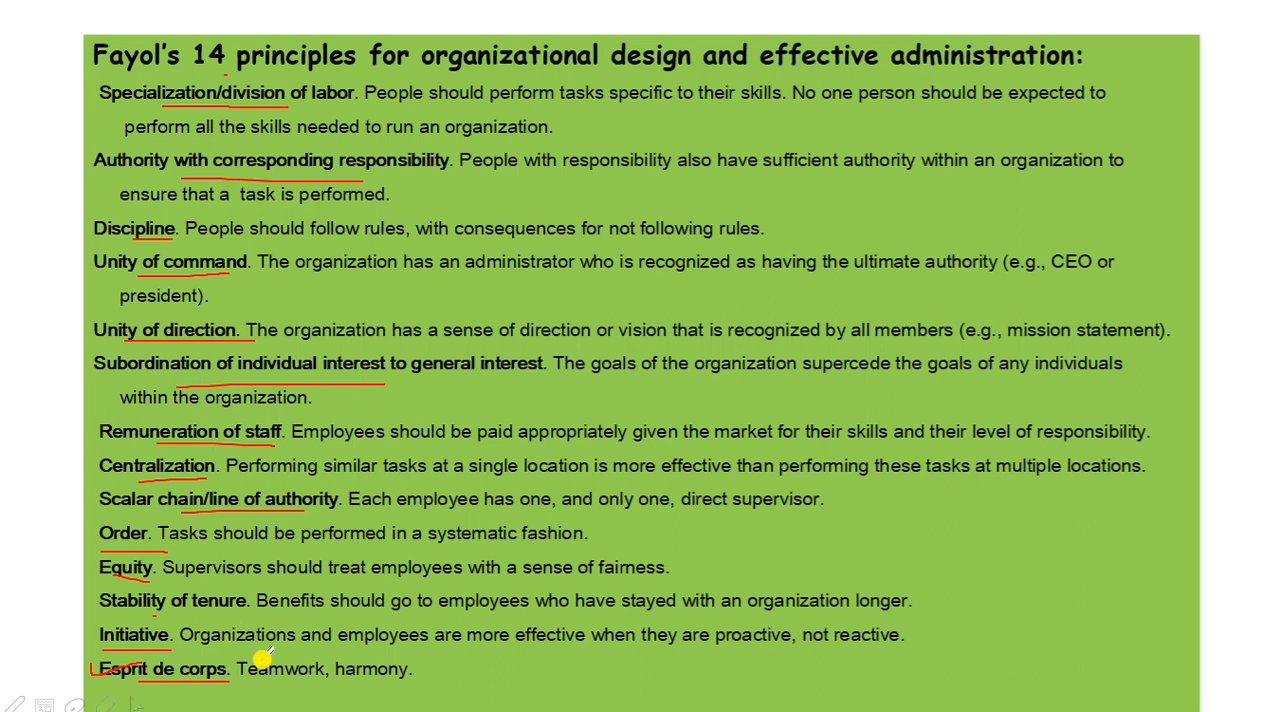 Fayol's 14 principles for organizational design and effective administration:
Specialization/division of labor. People should perform tasks specific to their skills. No one person should be expected to
perform all the skills needed to run an organization.
Authority with corresponding responsibility. People with responsibility also have sufficient authority within an organization to
ensure that a task is performed.
Discipline. People should follow rules, with consequences for not following rules.
Unity of command. The organization has an administrator who is recognized as having the ultimate authority (e.g., CEO or
president).
Unity of direction. The organization has a sense of direction or vision that is recognized by all members (e.g., mission statement).
Subordination of individual interest to general interest. The goals of the organization supercede the goals of any individuals
within the organization.
Remuneration of staff. Employees should be paid appropriately given the market for their skills and their level of responsibility.
Centralization. Performing similar tasks at a single location is more effective than performing these tasks at multiple locations.
Scalar chain/line of authority. Each employee has one, and only one, direct supervisor.
Order. Tasks should be performed in a systematic fashion.
Equity. Supervisors should treat employees with a sense of fairness.
Stability of tenure. Benefits should go to employees who have stayed with an organization longer.
Initiative. Organizations and employees are more effective when they are proactive, not reactive.
Esprit de corps. Teamwork, harmony.